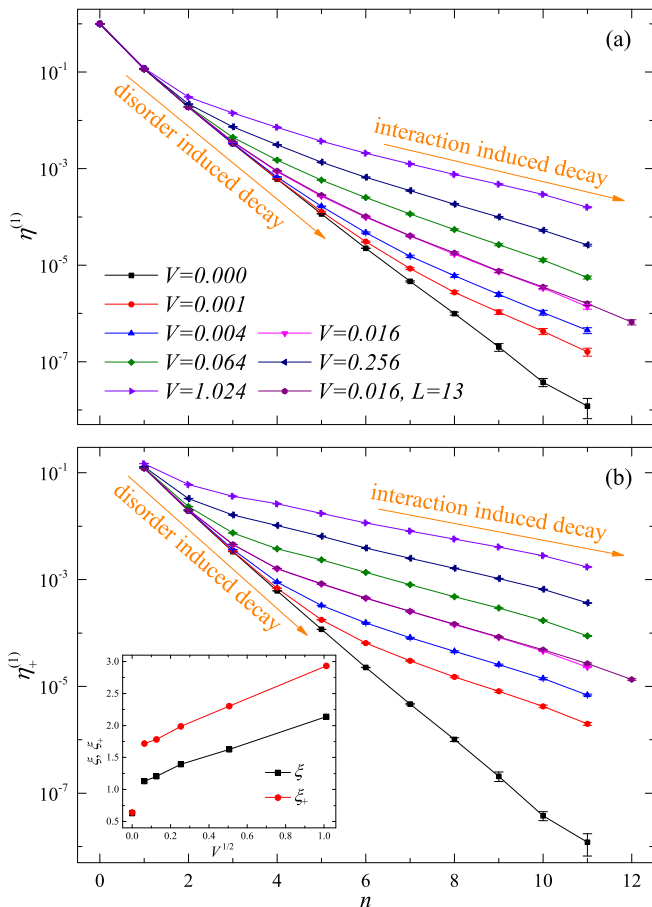 (a)
10^-1
10^-3
10^-5
10^-7
η^(1)
disorder induced decay
interaction induced decay
V=0.000
V=0.001
V=0.004 V=0.016
V=0.064 V=0.256
V=1.024 V=0.016, L=13
(b)
10^-1
10^-3
10^-5
10^-7
η_+^(1)
disorder induced decay
interaction induced decay
3.0
2.5
2.0
1.5
1.0
0.5
ξ, ξ_+
ξ
ξ_+
0.0 0.2 0.4 0.6 0.8 1.0
V^1/2
0 2 4 6 8 10 12
n